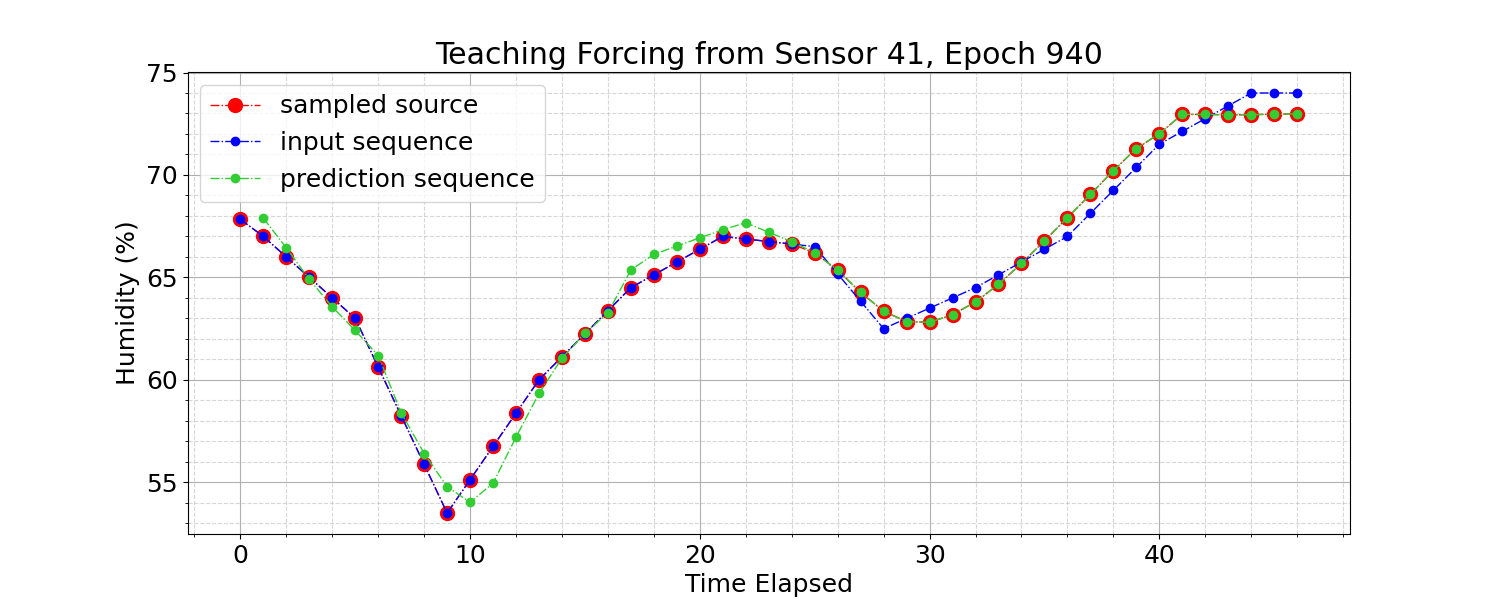 Teaching Forcing from Sensor 41, Epoch 940
75
70
65
60
55
Humidity (%)
sampled source
input sequence
prediction sequence
0 10 20 30 40
Time Elapsed